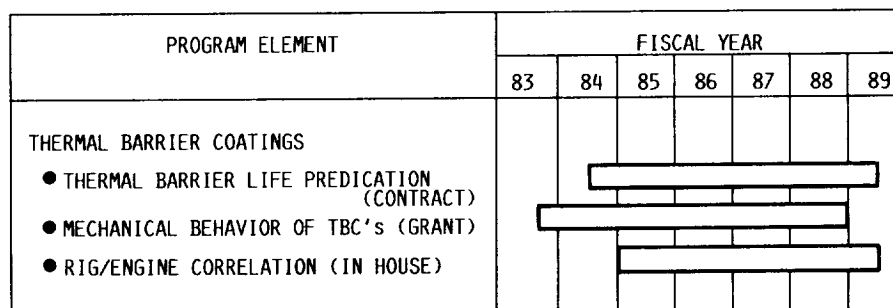 PROGRAM ELEMENT
FISCAL YEAR
83 84 85 86 87 88 89
THERMAL BARRIER COATINGS
● THERMAL BARRIER LIFE PREDICATION
(CONTRACT)
● MECHANICAL BEHAVIOR OF TBC's (GRANT)
● RIG/ENGINE CORRELATION (IN HOUSE)